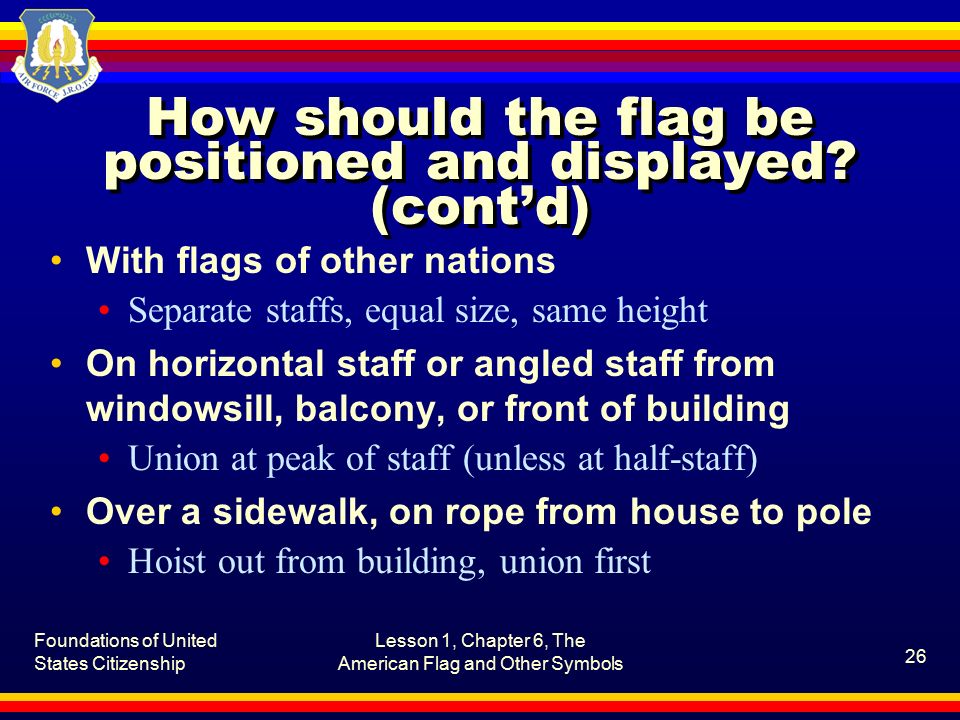 AIR FORCE J.R.O.T.C.
How should the flag be
positioned and displayed?
(cont’d)
• With flags of other nations
• Separate staffs, equal size, same height
• On horizontal staff or angled staff from
windowsill, balcony, or front of building
• Union at peak of staff (unless at half-staff)
• Over a sidewalk, on rope from house to pole
• Hoist out from building, union first
Foundations of United
States Citizenship
Lesson 1, Chapter 6, The
American Flag and Other Symbols
26